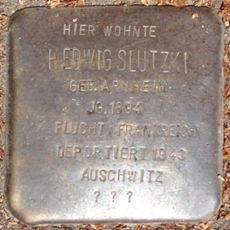 HIER WOHNTE
HEDWIG SLUTZKI
GEB. ARNHEIM
JG. 1894
FLUCHT FRANKREICH
DEPORTIERT 1943
AUSCHWITZ
? ? ?